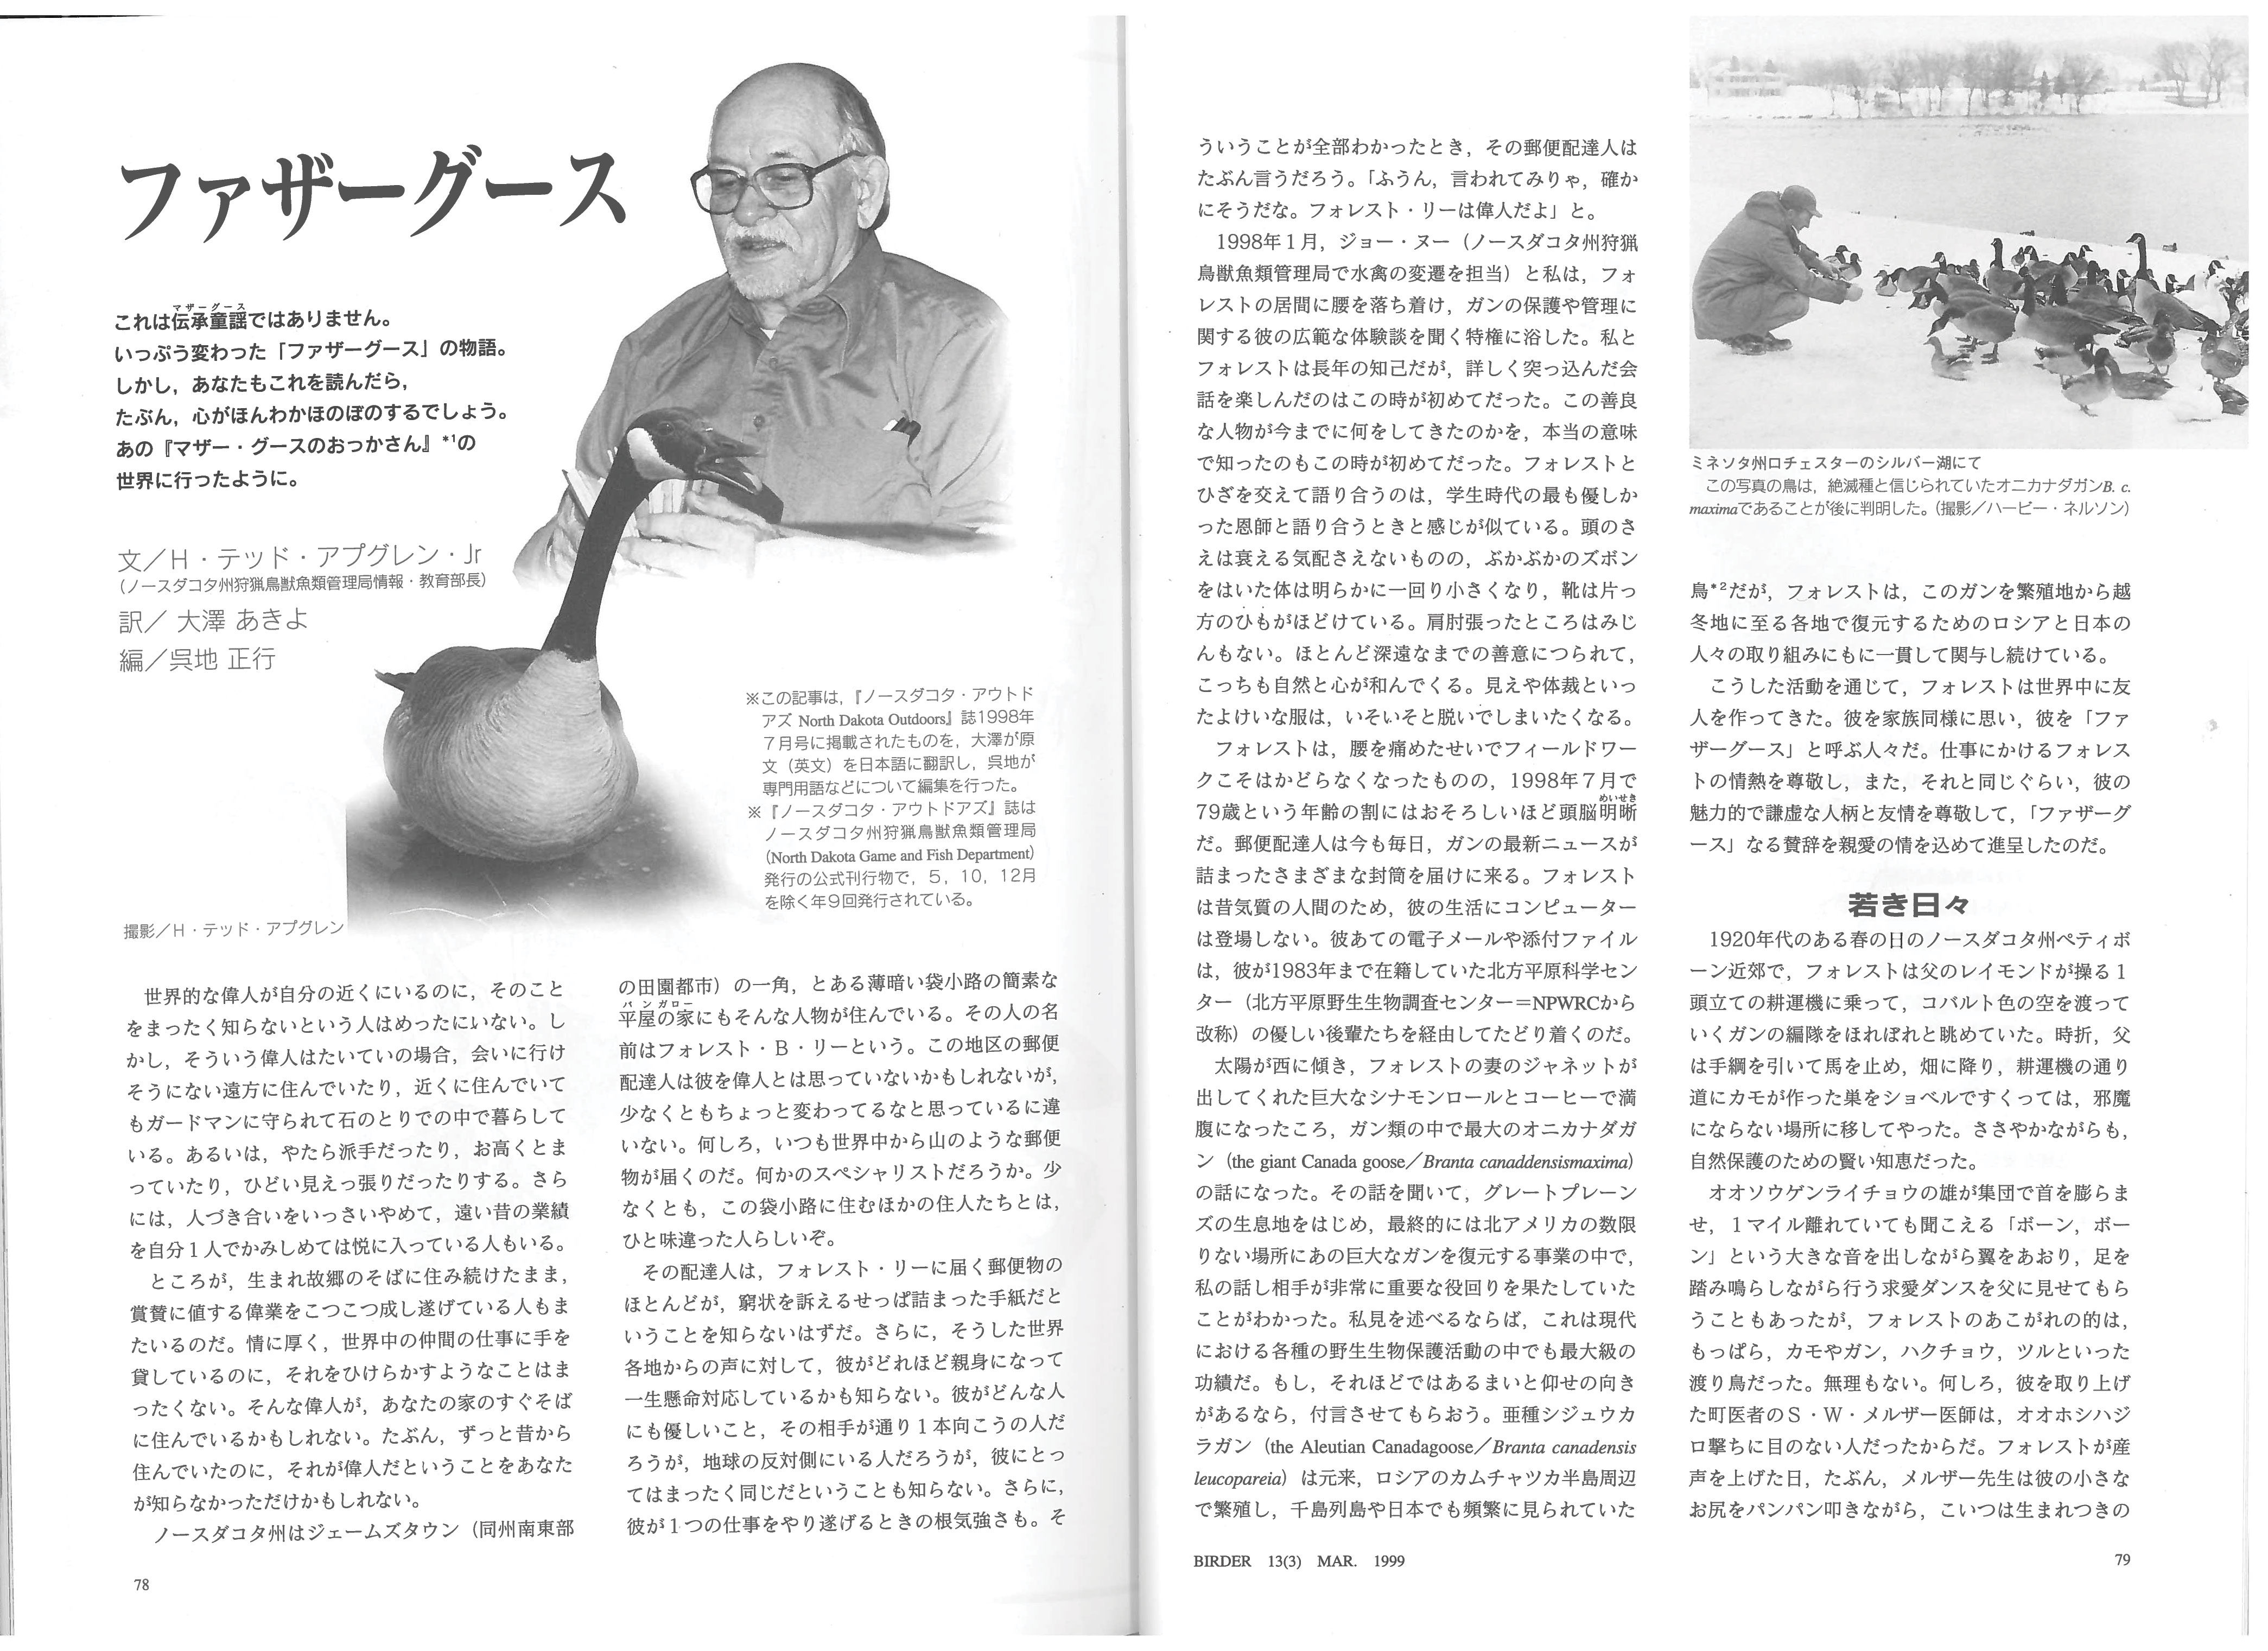 ファザーグース
これは伝承童謡ではありません。
マザーグース
いっぷう変わった「ファザーグース」の物語。
しかし，あなたもこれを読んだら，
たぶん，心がほんわかほのぼのするでしょう。
あの『マザー・グースのおっかさん』*1の
世界に行ったように。
文／H・テッド・アプグレン・Jr
（ノースダコタ州狩猟鳥獣魚類管理局情報・教育部長）
訳／ 大澤 あきよ
編／呉地 正行
※この記事は，『ノースダコタ・アウトド
アズ North Dakota Outdoors』誌1998年
7月号に掲載されたものを，大澤が原
文（英文）を日本語に翻訳し，呉地が
専門用語などについて編集を行った。
※『ノースダコタ・アウトドアズ』誌は
ノースダコタ州狩猟鳥獣魚類管理局
（North Dakota Game and Fish Department）
発行の公式刊行物で，5，10，12月
を除く年9回発行されている。
撮影／H・テッド・アプグレン
世界的な偉人が自分の近くにいるのに，そのこと
をまったく知らないという人はめったにいない。し
かし，そういう偉人はたいていの場合，会いに行け
そうにない遠方に住んでいたり，近くに住んでいて
もガードマンに守られて石のとりでの中で暮らして
いる。あるいは，やたら派手だったり，お高くとま
っていたり，ひどい見えっ張りだったりする。さら
には，人づき合いをいっさいやめて，遠い昔の業績
を自分1人でかみしめては悦に入っている人もいる。
ところが，生まれ故郷のそばに住み続けたまま，
賞賛に値する偉業をこつこつ成し遂げている人もま
たいるのだ。情に厚く，世界中の仲間の仕事に手を
貸しているのに，それをひけらかすようなことはま
ったくない。そんな偉人が，あなたの家のすぐそば
に住んでいるかもしれない。たぶん，ずっと昔から
住んでいたのに，それが偉人だということをあなた
が知らなかっただけかもしれない。
ノースダコタ州はジェームズタウン（同州南東部
の田園都市）の一角，とある薄暗い袋小路の簡素な
バンガロー
平屋の家にもそんな人物が住んでいる。その人の名
前はフォレスト・B・リーという。この地区の郵便
配達人は彼を偉人とは思っていないかもしれないが，
少なくともちょっと変わってるなと思っているに違
いない。何しろ，いつも世界中から山のような郵便
物が届くのだ。何かのスペシャリストだろうか。少
なくとも，この袋小路に住むほかの住人たちとは，
ひと味違った人らしいぞ。
その配達人は，フォレスト・リーに届く郵便物の
ほとんどが，窮状を訴えるせっぱ詰まった手紙だと
いうことを知らないはずだ。さらに，そうした世界
各地からの声に対して，彼がどれほど親身になって
一生懸命対応しているかも知らない。彼がどんな人
にも優しいこと，その相手が通り1本向こうの人だ
ろうが，地球の反対側にいる人だろうが，彼にとっ
てはまったく同じだということも知らない。さらに，
彼が1つの仕事をやり遂げるときの根気強さも。そ
78
ういうことが全部わかったとき，その郵便配達人は
たぶん言うだろう。「ふうん，言われてみりゃ，確か
にそうだな。フォレスト・リーは偉人だよ」と。
1998年1月，ジョー・ヌー（ノースダコタ州狩猟
鳥獣魚類管理局で水禽の変遷を担当）と私は，フォ
レストの居間に腰を落ち着け，ガンの保護や管理に
関する彼の広範な体験談を聞く特権に浴した。私と
フォレストは長年の知己だが，詳しく突っ込んだ会
話を楽しんだのはこの時が初めてだった。この善良
な人物が今までに何をしてきたのかを，本当の意味
で知ったのもこの時が初めてだった。フォレストと
ひざを交えて語り合うのは，学生時代の最も優しか
った恩師と語り合うときと感じが似ている。頭のさ
えは衰える気配さえないものの，ぶかぶかのズボン
をはいた体は明らかに一回り小さくなり，靴は片っ
方のひもがほどけている。肩肘張ったところはみじ
んもない。ほとんど深遠なまでの善意につられて，
こっちも自然と心が和んでくる。見えや体裁といっ
たよけいな服は，いそいそと脱いでしまいたくなる。
フォレストは，腰を痛めたせいでフィールドワー
クこそはかどらなくなったものの，1998年7月で
めいせき
79歳という年齢の割にはおそろしいほど頭脳明晰
だ。郵便配達人は今も毎日，ガンの最新ニュースが
詰まったさまざまな封筒を届けに来る。フォレスト
は昔気質の人間のため，彼の生活にコンピューター
は登場しない。彼あての電子メールや添付ファイル
は，彼が1983年まで在籍していた北方平原科学セン
ター（北方平原野生生物調査センター＝NPWRCから
改称）の優しい後輩たちを経由してたどり着くのだ。
太陽が西に傾き，フォレストの妻のジャネットが
出してくれた巨大なシナモンロールとコーヒーで満
腹になったころ，ガン類の中で最大のオニカナダガ
ン（the giant Canada goose／Branta canaddensismaxima）
の話になった。その話を聞いて，グレートプレーン
ズの生息地をはじめ，最終的には北アメリカの数限
りない場所にあの巨大なガンを復元する事業の中で，
私の話し相手が非常に重要な役回りを果たしていた
ことがわかった。私見を述べるならば，これは現代
における各種の野生生物保護活動の中でも最大級の
功績だ。もし，それほどではあるまいと仰せの向き
があるなら，付言させてもらおう。亜種シジュウカ
ラガン（the Aleutian Canadagoose／Branta canadensis
leucopareia）は元来，ロシアのカムチャツカ半島周辺
で繁殖し，千島列島や日本でも頻繁に見られていた
BIRDER 13(3) MAR. 1999
ミネソタ州ロチェスターのシルバー湖にて
この写真の鳥は，絶滅種と信じられていたオニカナダガンB. c.
maximaであることが後に判明した。（撮影／ハービー・ネルソン）
鳥*2だが，フォレストは，このガンを繁殖地から越
冬地に至る各地で復元するためのロシアと日本の
人々の取り組みにもに一貫して関与し続けている。
こうした活動を通じて，フォレストは世界中に友
人を作ってきた。彼を家族同様に思い，彼を「ファ
ザーグース」と呼ぶ人々だ。仕事にかけるフォレス
トの情熱を尊敬し，また，それと同じぐらい，彼の
魅力的で謙虚な人柄と友情を尊敬して，「ファザーグ
ース」なる賛辞を親愛の情を込めて進呈したのだ。
若き日々
1920年代のある春の日のノースダコタ州ペティボ
ーン近郊で，フォレストは父のレイモンドが操る1
頭立ての耕運機に乗って，コバルト色の空を渡って
いくガンの編隊をほれぼれと眺めていた。時折，父
は手綱を引いて馬を止め，畑に降り，耕運機の通り
道にカモが作った巣をショベルですくっては，邪魔
にならない場所に移してやった。ささやかながらも，
自然保護のための賢い知恵だった。
オオソウゲンライチョウの雄が集団で首を膨らま
せ，1マイル離れていても聞こえる「ボーン，ボー
ン」という大きな音を出しながら翼をあおり，足を
踏み鳴らしながら行う求愛ダンスを父に見せてもら
うこともあったが，フォレストのあこがれの的は，
もっぱら，カモやガン，ハクチョウ，ツルといった
渡り鳥だった。無理もない。何しろ，彼を取り上げ
た町医者のS・W・メルザー医師は，オオホシハジ
ロ撃ちに目のない人だったからだ。フォレストが産
声を上げた日，たぶん，メルザー先生は彼の小さな
お尻をパンパン叩きながら，こいつは生まれつきの
79